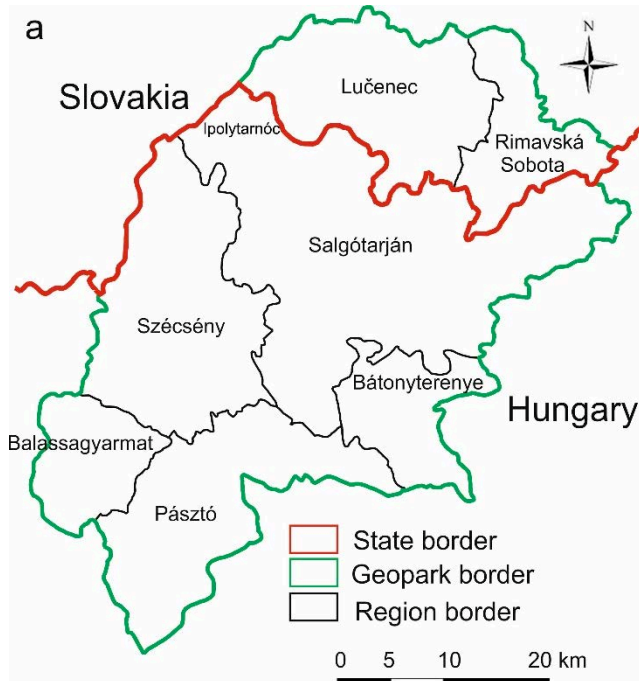 a
N
Slovakia
Lučenec
Ipolytarnóc
Rimavská
Sobota
Salgótarján
Szécsény
Bátonyterenye
Hungary
Balassagyarmat
Pásztó
State border
Geopark border
Region border
0 5 10 20 km